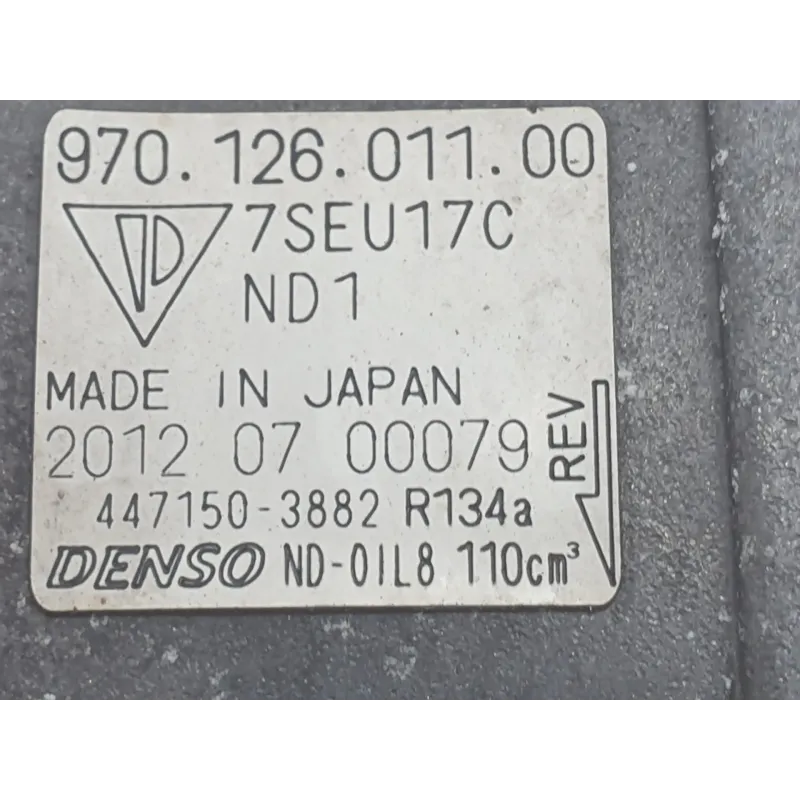 970.126.011.00
7SEU17C
ND1
MADE IN JAPAN
2012 07 00079
REV
447150-3882 R134a
DENSO ND-OIL8 110cm³